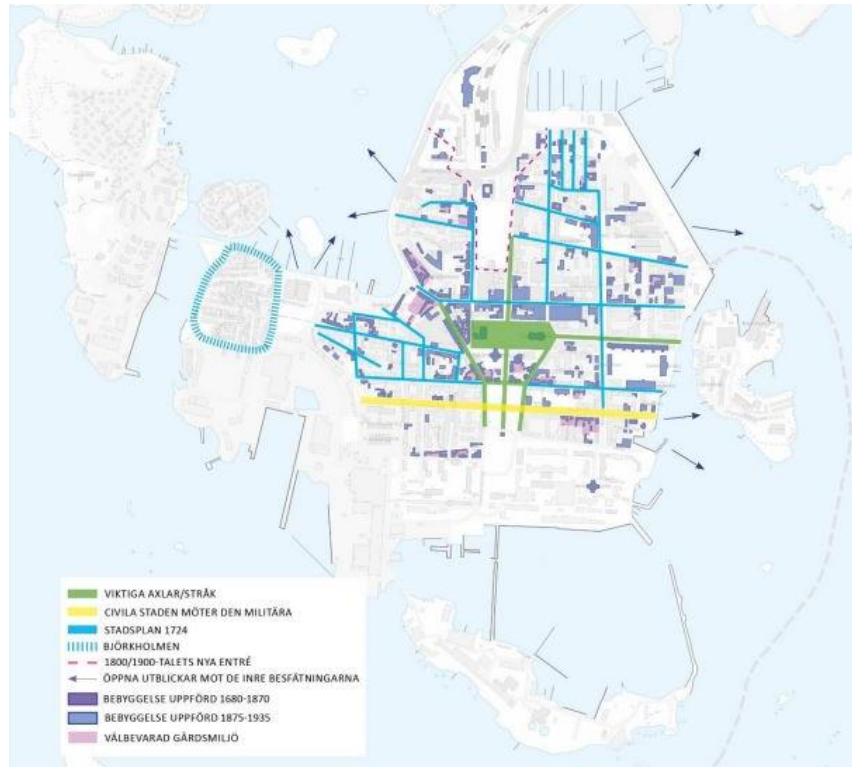 VIKTIGA AXLAR/STRÅK
CIVILA STADEN MÖTER DEN MILITÄRA
STADSPLAN 1724
BJÖRKHOLMEN
1800/1900-TALETS NYA ENTRÉ
ÖPPNA UTBLICKAR MOT DE INRE BESFÄTNINGARNA
BEBYGGELSE UPPFÖRD 1680-1870
BEBYGGELSE UPPFÖRD 1875-1935
VÄLBEVARAD GÅRDSMILJÖ